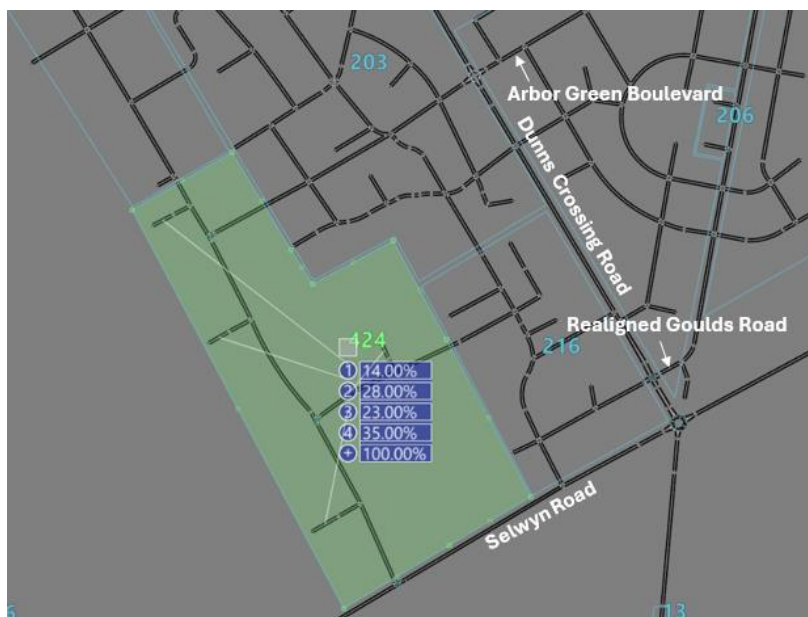 203
Arbor Green Boulevard
206
Dunns Crossing Road
424
Realigned Goulds Road
216
1 14.00%
2 28.00%
3 23.00%
4 35.00%
+ 100.00%
Selwyn Road
13